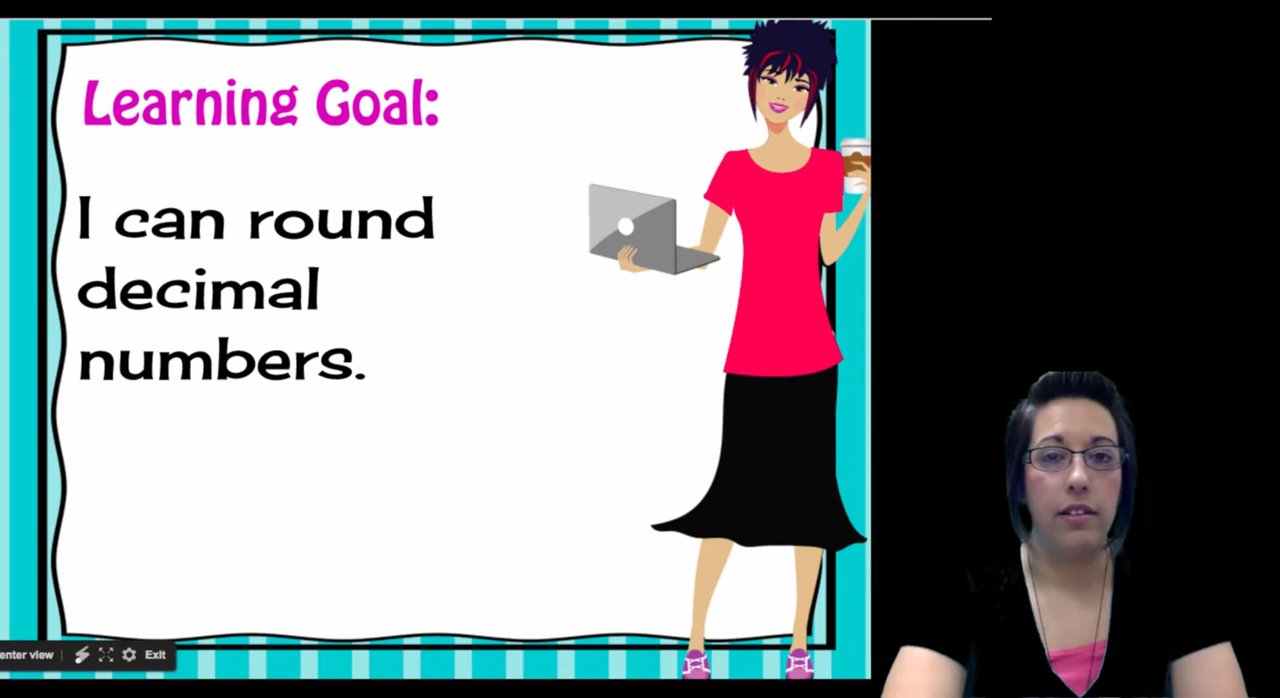 Learning Goal:
I can round
decimal
numbers.
enter view
Exit